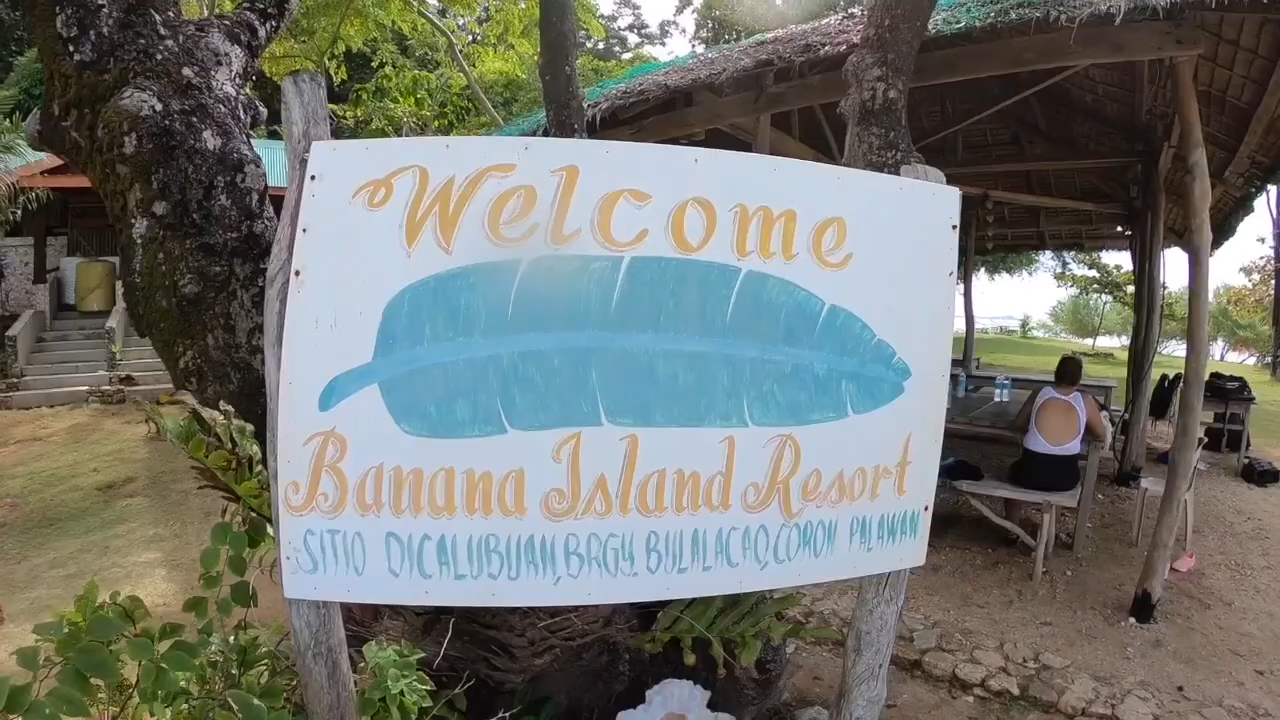 Welcome
Banana Island Resort
SITIO DICALUBUAN, BRGY. BULALACAO, CORON PALAWAN